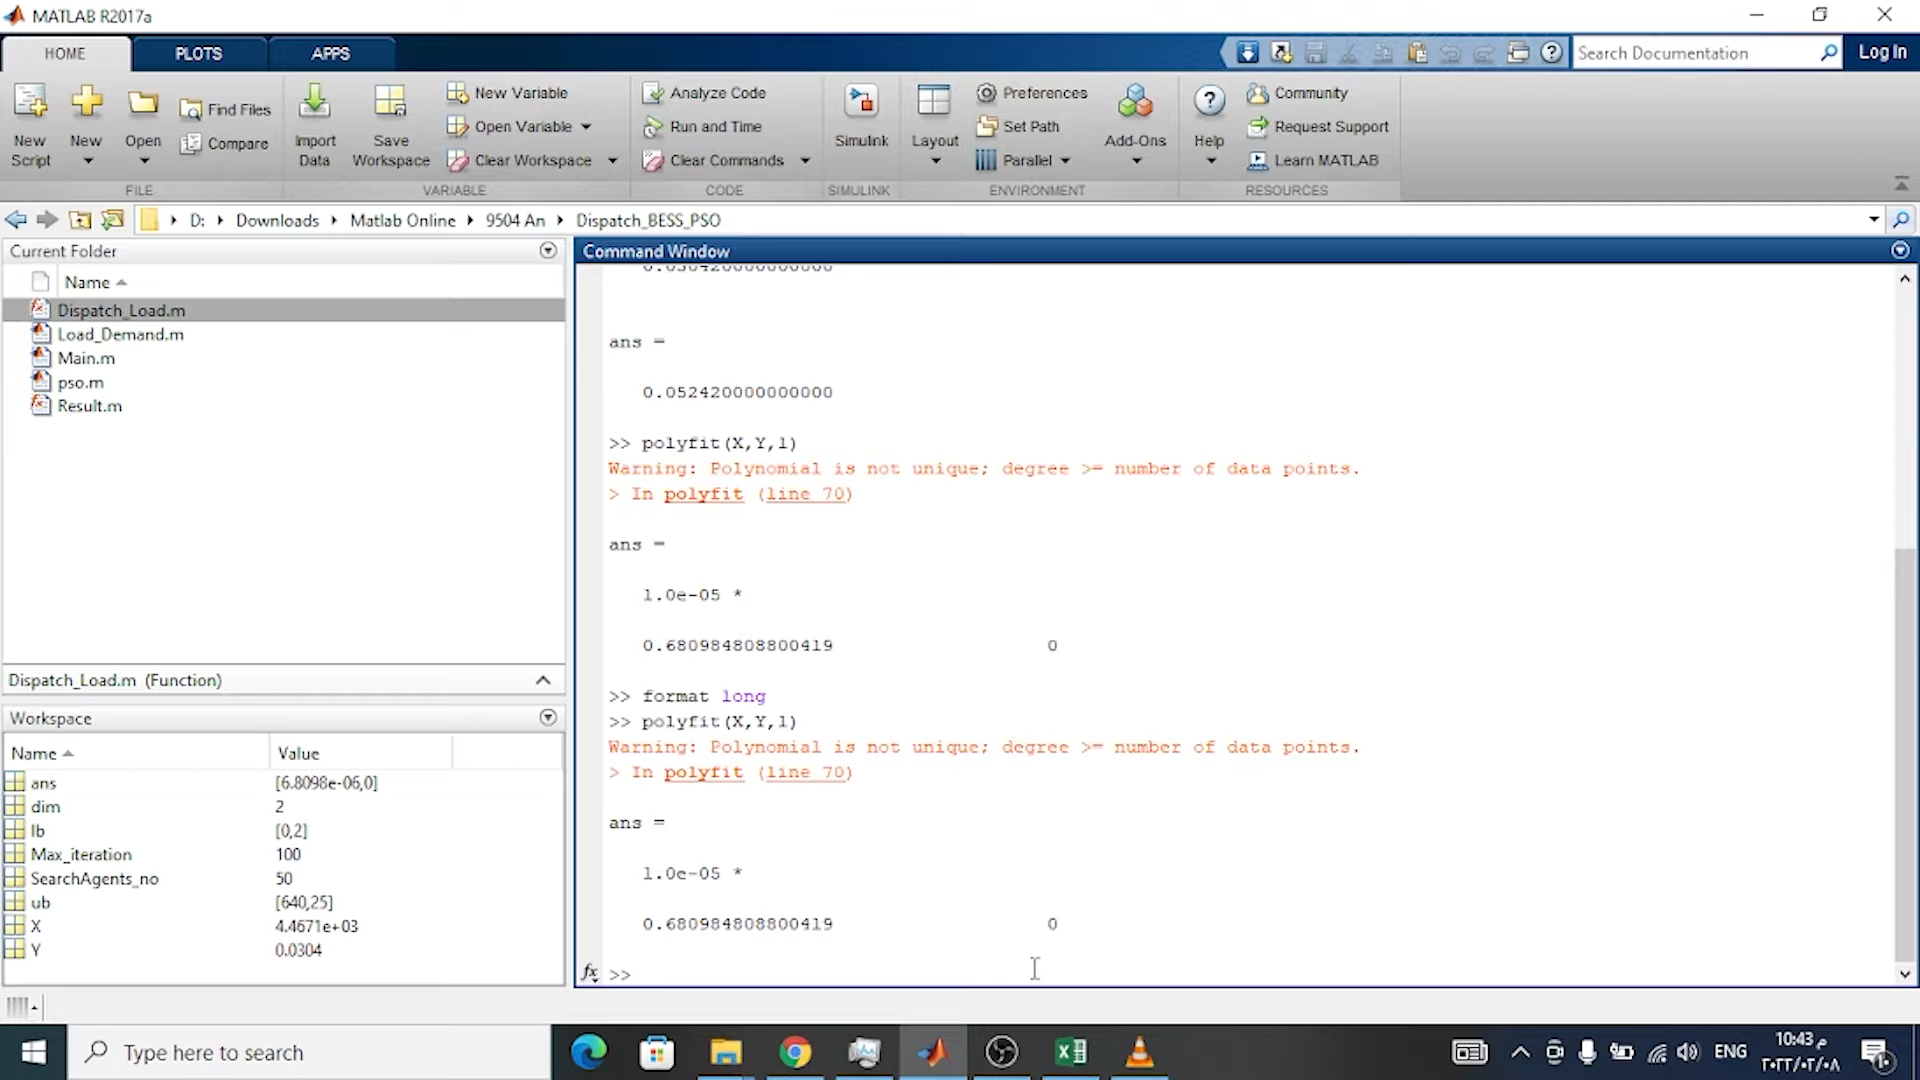 MATLAB R2017a
HOME
PLOTS
APPS
Search Documentation
Log In
New Script
New
Open
Find Files
Compare
Import Data
Save Workspace
New Variable
Open Variable
Clear Workspace
Analyze Code
Run and Time
Clear Commands
Simulink
Layout
Preferences
Set Path
Parallel
Add-Ons
Help
Community
Request Support
Learn MATLAB
FILE
VARIABLE
CODE
SIMULINK
ENVIRONMENT
RESOURCES
D: Downloads Matlab Online 9504 An Dispatch_BESS_PSO
Current Folder
Name
Dispatch_Load.m
Load_Demand.m
Main.m
pso.m
Result.m
Dispatch_Load.m (Function)
Workspace
Name Value
ans [6.8098e-06,0]
dim 2
lb [0,2]
Max_iteration 100
SearchAgents_no 50
ub [640,25]
X 4.4671e+03
Y 0.0304
Command Window
ans =
0.052420000000000
>> polyfit(X,Y,1)
Warning: Polynomial is not unique; degree >= number of data points.
> In polyfit (line 70)
ans =
1.0e-05 *
0.680984808800419 0
>> format long
>> polyfit(X,Y,1)
Warning: Polynomial is not unique; degree >= number of data points.
> In polyfit (line 70)
ans =
1.0e-05 *
0.680984808800419 0
fx >>
Type here to search
ENG
10:43 م
٢٠٢٢/٠٢/٠٨